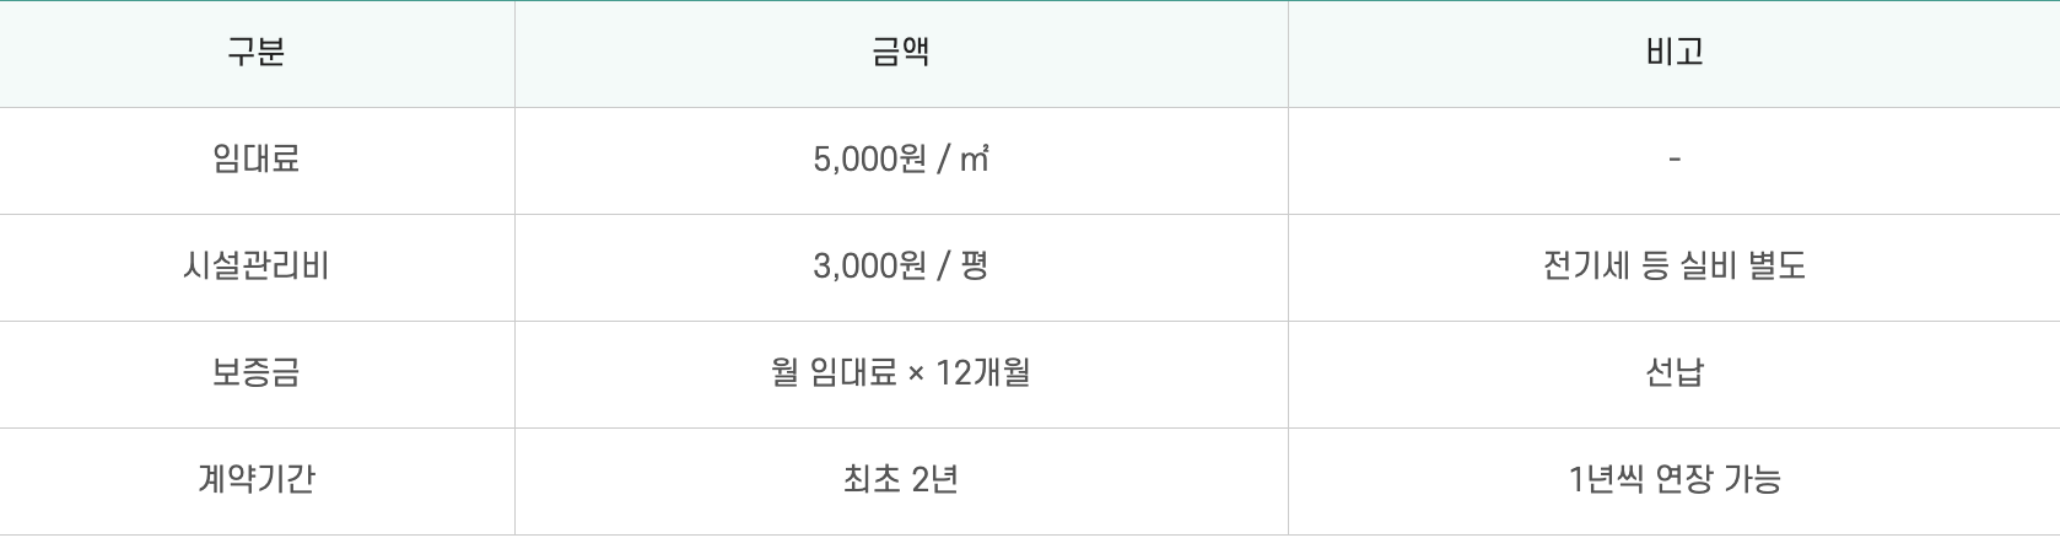 구분 금액 비고
임대료 5,000원 / ㎡ -
시설관리비 3,000원 / 평 전기세 등 실비 별도
보증금 월 임대료 × 12개월 선납
계약기간 최초 2년 1년씩 연장 가능